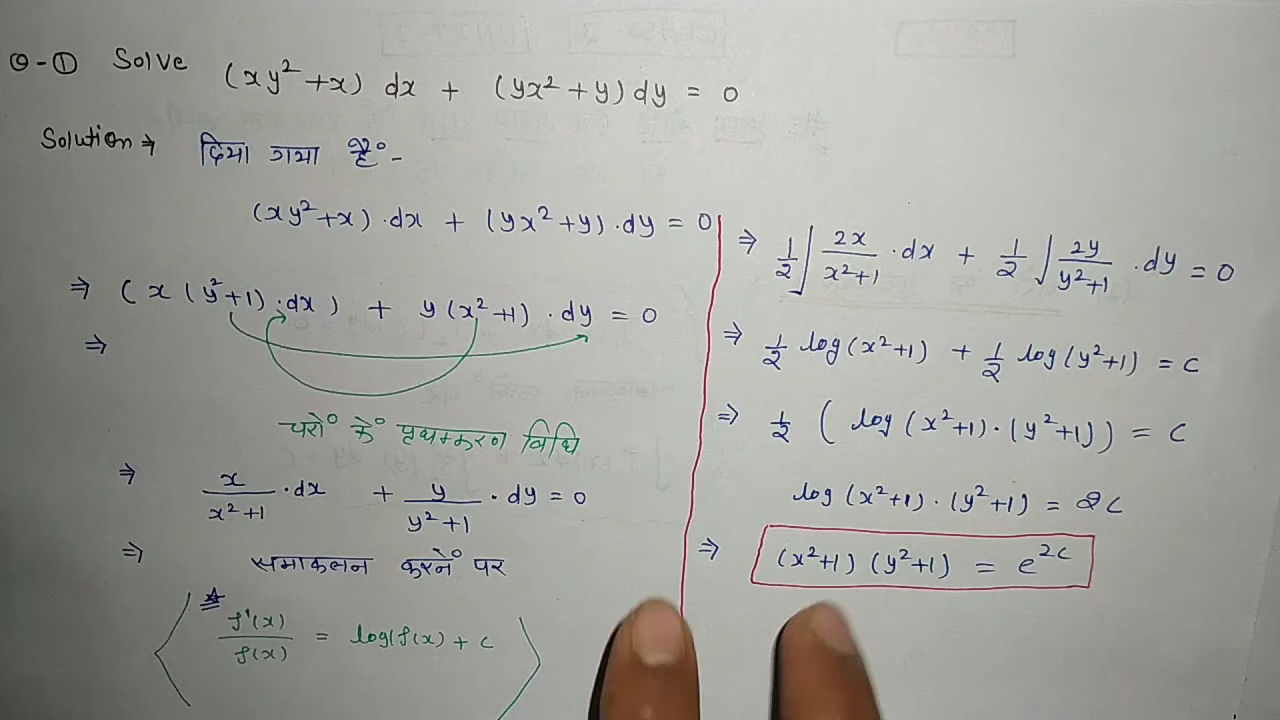 Q-① Solve (xy²+x) dx + (yx²+y) dy = 0
Solution ⇒ दिया गया हैं -
(xy²+x)·dx + (yx²+y)·dy = 0
⇒ (x(y²+1)·dx) + y(x²+1)·dy = 0
⇒
चरों कें पृथक्करण विधि
⇒ x/(x²+1)·dx + y/(y²+1)·dy = 0
⇒ समाकलन करनें पर
f'(x)/f(x) = log(f(x) + c
⇒ 1/2 ∫ 2x/(x²+1)·dx + 1/2 ∫ 2y/(y²+1)·dy = 0
⇒ 1/2 log(x²+1) + 1/2 log(y²+1) = c
⇒ 1/2 (log(x²+1)·(y²+1)) = c
log(x²+1)·(y²+1) = 2c
⇒ (x²+1)(y²+1) = e^2c